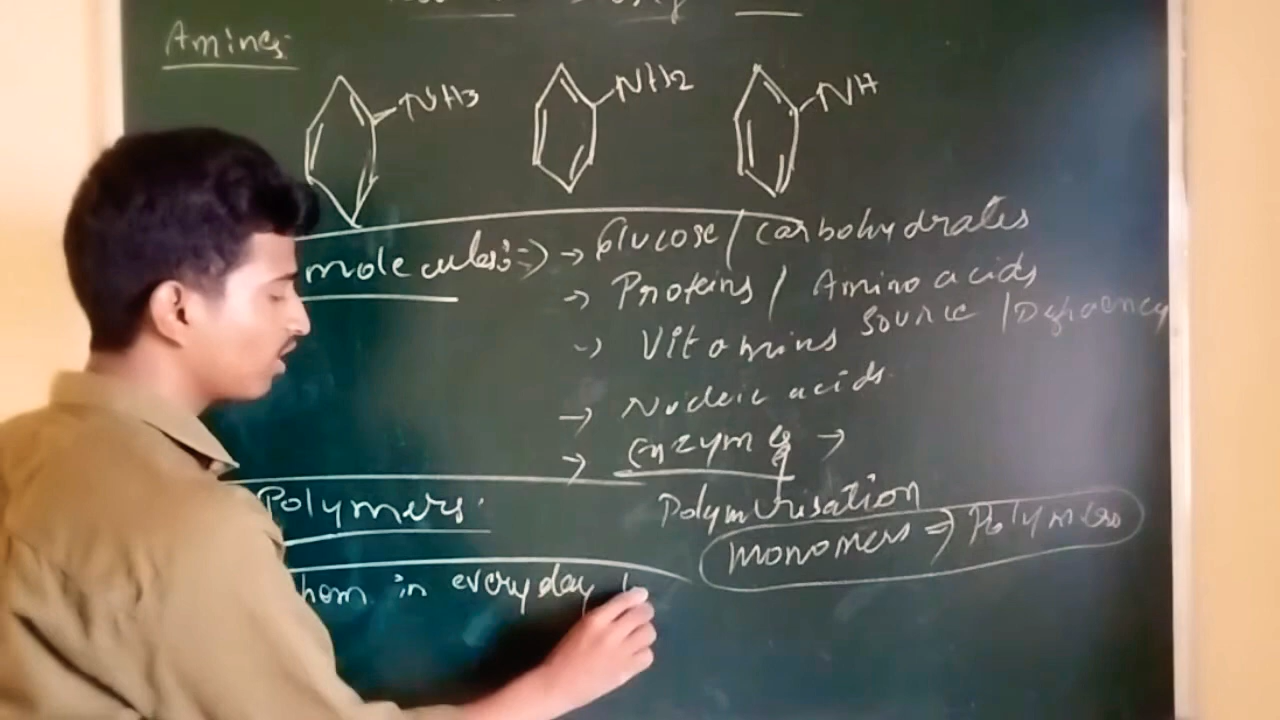 Amines:
NH3 NH2 NH
molecules: → Glucose / Carbohydrates
→ Proteins / Amino acids
→ Vitamins Source /
→ Nucleic acids
→ Enzymes →
Polymers. Polymerisation
monomers ⇒ Polymers
hem in everyday